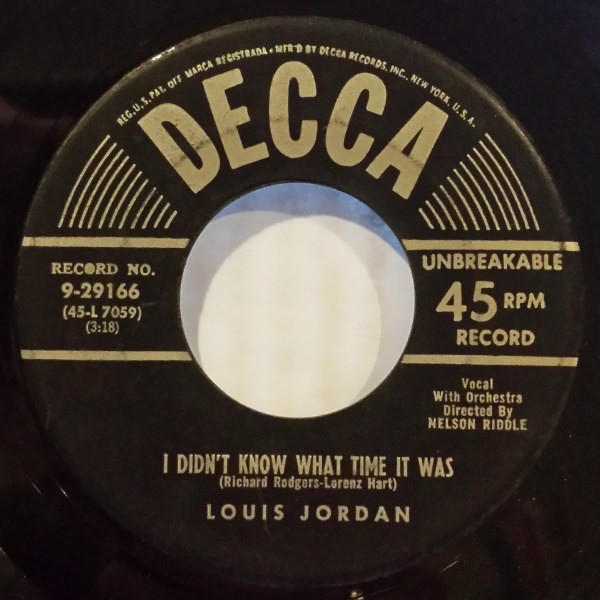 REG. U.S. PAT. OFF. MARCA REGISTRADA • MF'R'D BY DECCA RECORDS, INC., NEW YORK, U.S.A.
DECCA
RECORD NO.
9-29166
(45-L 7059)
(3:18)
UNBREAKABLE
45 RPM
RECORD
Vocal
With Orchestra
Directed By
NELSON RIDDLE
I DIDN'T KNOW WHAT TIME IT WAS
(Richard Rodgers-Lorenz Hart)
LOUIS JORDAN